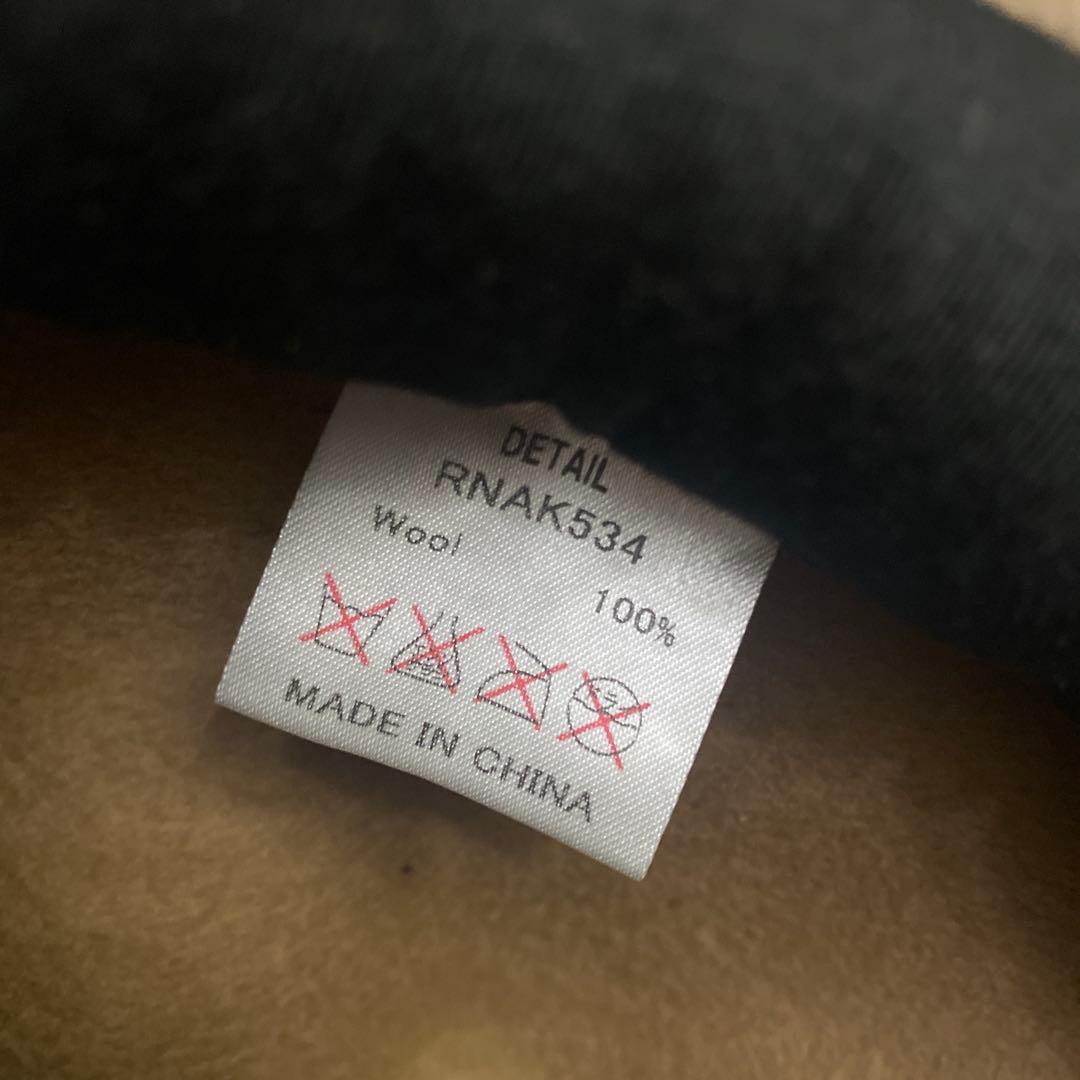 DETAIL
RNAK534
Wool
100%
MADE IN CHINA